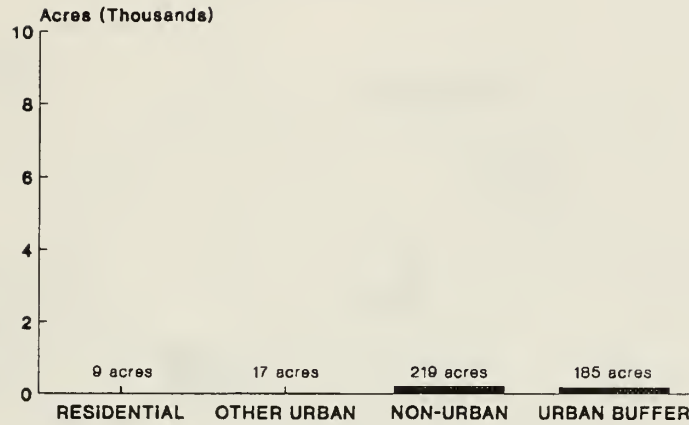 Acres (Thousands)
10
8
6
4
2
0
9 acres 17 acres 219 acres 185 acres
RESIDENTIAL OTHER URBAN NON-URBAN URBAN BUFFER